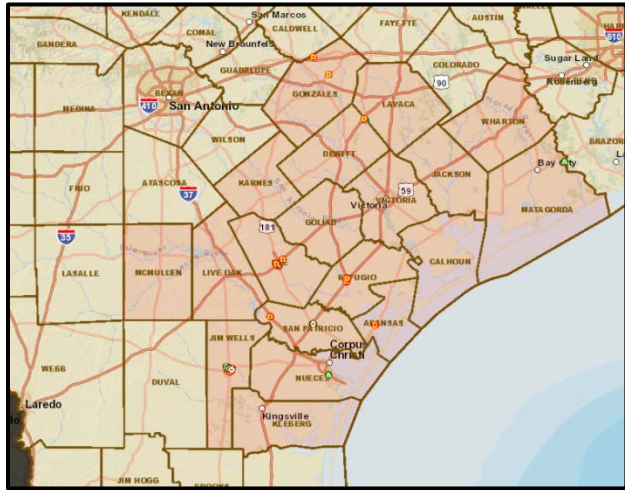 KENDALL
San Marcos
FAYETTE
AUSTIN
HARRI
COMAL
CALDWELL
610
BANDERA
New Braunfels
Sugar Land
GUADALUPE
COLORADO
90
Rosenberg
BEXAR
GONZALES
LAVACA
MEDINA
410
San Antonio
WHARTON
WILSON
BRAZOR
DEWITT
Bay City
FRIO
ATASCOSA
37
KARNES
JACKSON
59
VICTORIA
Victoria
MATAGORDA
35
181
GOLIAD
CALHOUN
LASALLE
MCMULLEN
LIVE OAK
REFUGIO
SAN PATRICIO
ARANSAS
JIM WELLS
Corpus
Christi
WEBB
DUVAL
NUECES
Laredo
Kingsville
KLEBERG
JIM HOGG
BROOKS